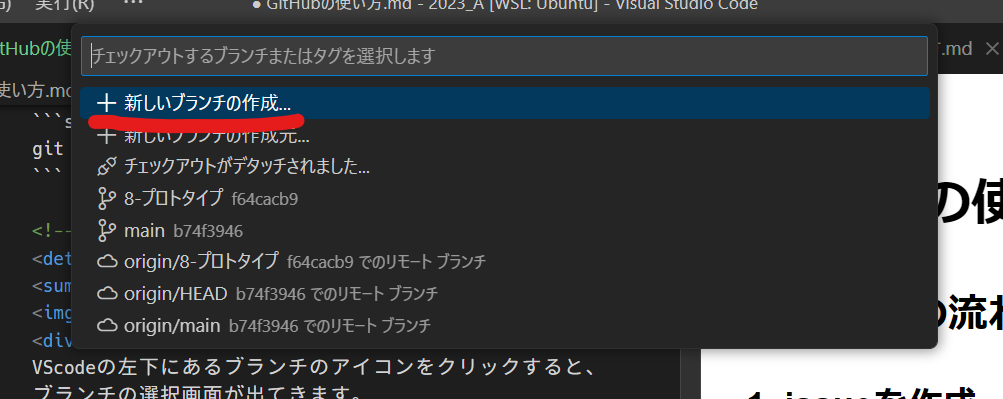 実行(R) ...
● GitHubの使い方.md - 2023_A [WSL: Ubuntu] - Visual Studio Code
チェックアウトするブランチまたはタグを選択します
tHubの使
.md
使い方.md
新しいブランチの作成...
新しいブランチの作成元...
チェックアウトがデタッチされました...
8-プロトタイプ f64cacb9
main b74f3946
origin/8-プロトタイプ f64cacb9 でのリモート ブランチ
origin/HEAD b74f3946 でのリモート ブランチ
origin/main b74f3946 でのリモート ブランチ
```s
git
```
<!--
<det
<sum
<img
<div
VScodeの左下にあるブランチのアイコンをクリックすると、
ブランチの選択画面が出てきます。
の使
の流れ
1. issueを作成